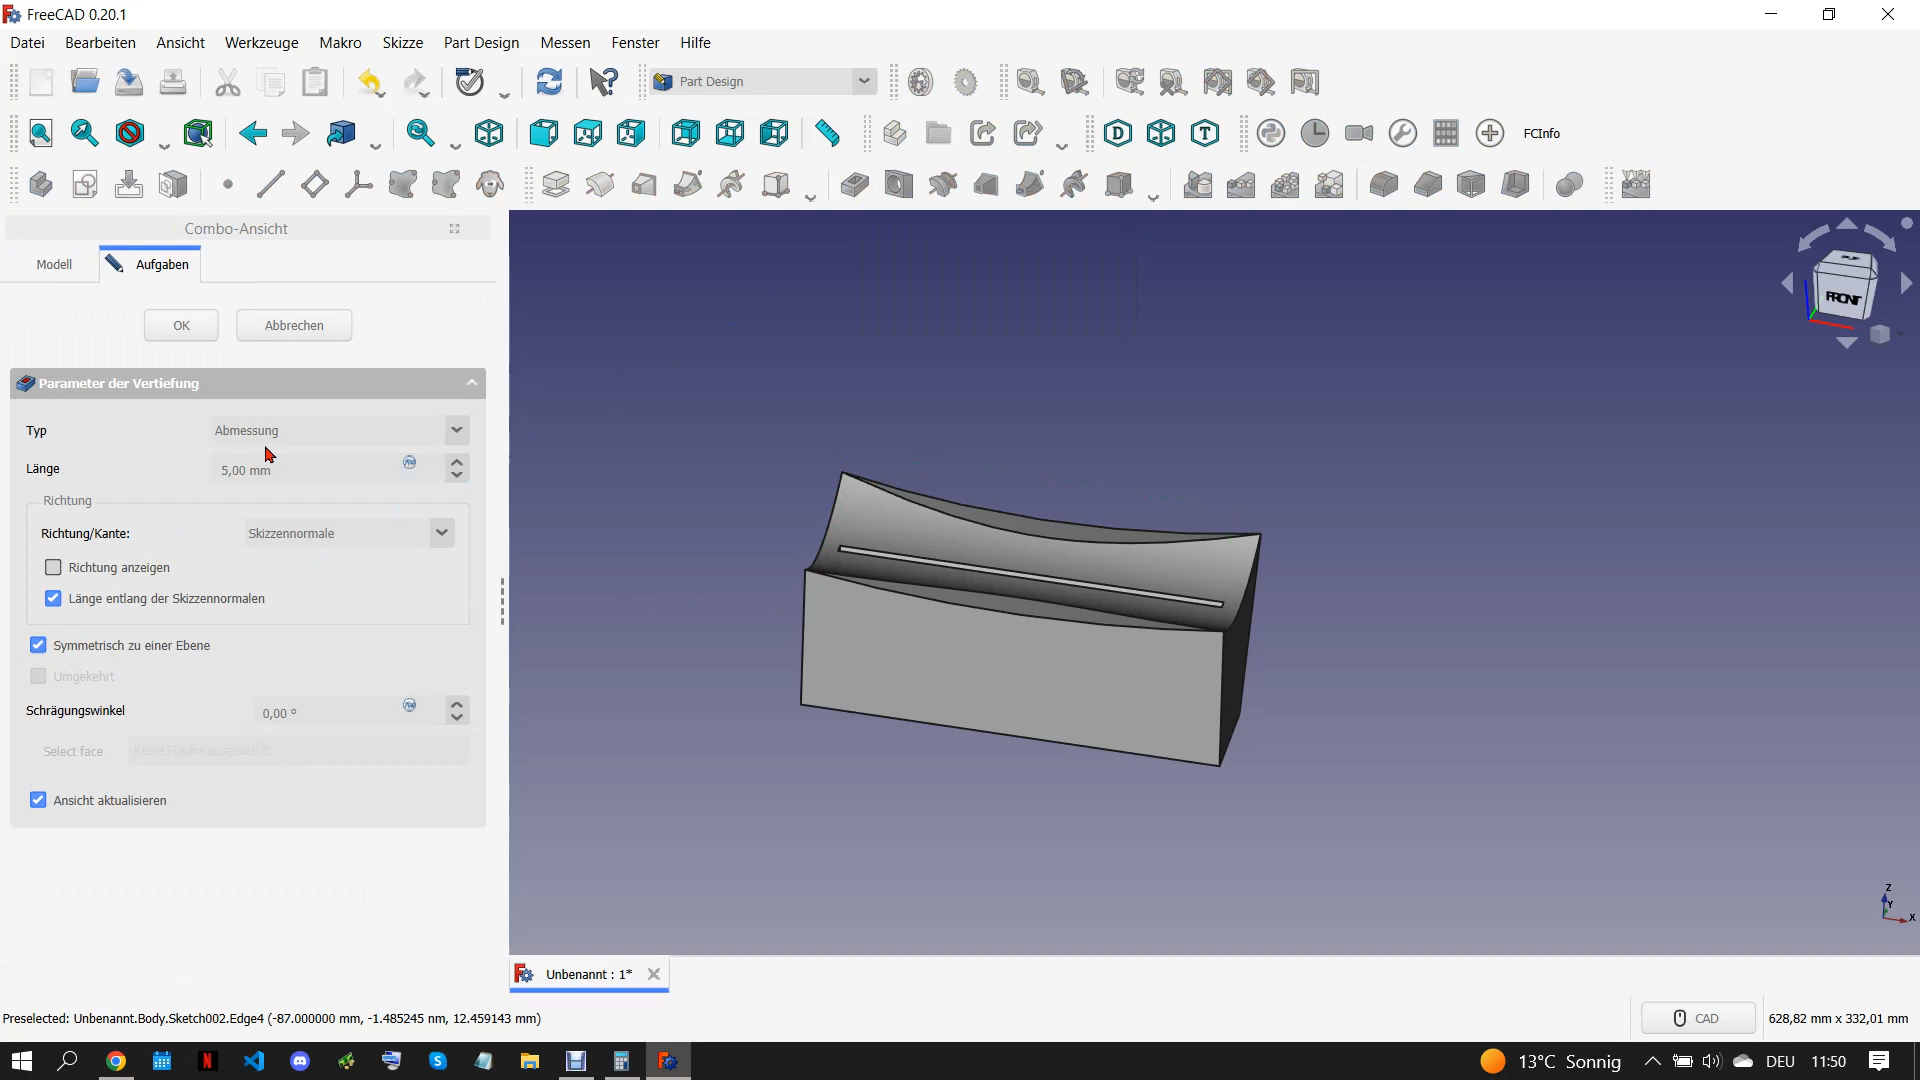 FreeCAD 0.20.1
Datei Bearbeiten Ansicht Werkzeuge Makro Skizze Part Design Messen Fenster Hilfe
Part Design
D T FCInfo
Combo-Ansicht
Modell Aufgaben
OK Abbrechen
Parameter der Vertiefung
Typ Abmessung
Länge 5,00 mm
Richtung
Richtung/Kante: Skizzennormale
Richtung anzeigen
Länge entlang der Skizzennormalen
Symmetrisch zu einer Ebene
Umgekehrt
Schrägungswinkel 0,00 °
Select face Keine Fläche ausgewählt
Ansicht aktualisieren
FRONT
Z
Y
X
Unbenannt : 1*
Preselected: Unbenannt.Body.Sketch002.Edge4 (-87.000000 mm, -1.485245 nm, 12.459143 mm)
CAD 628,82 mm x 332,01 mm
13°C Sonnig DEU 11:50